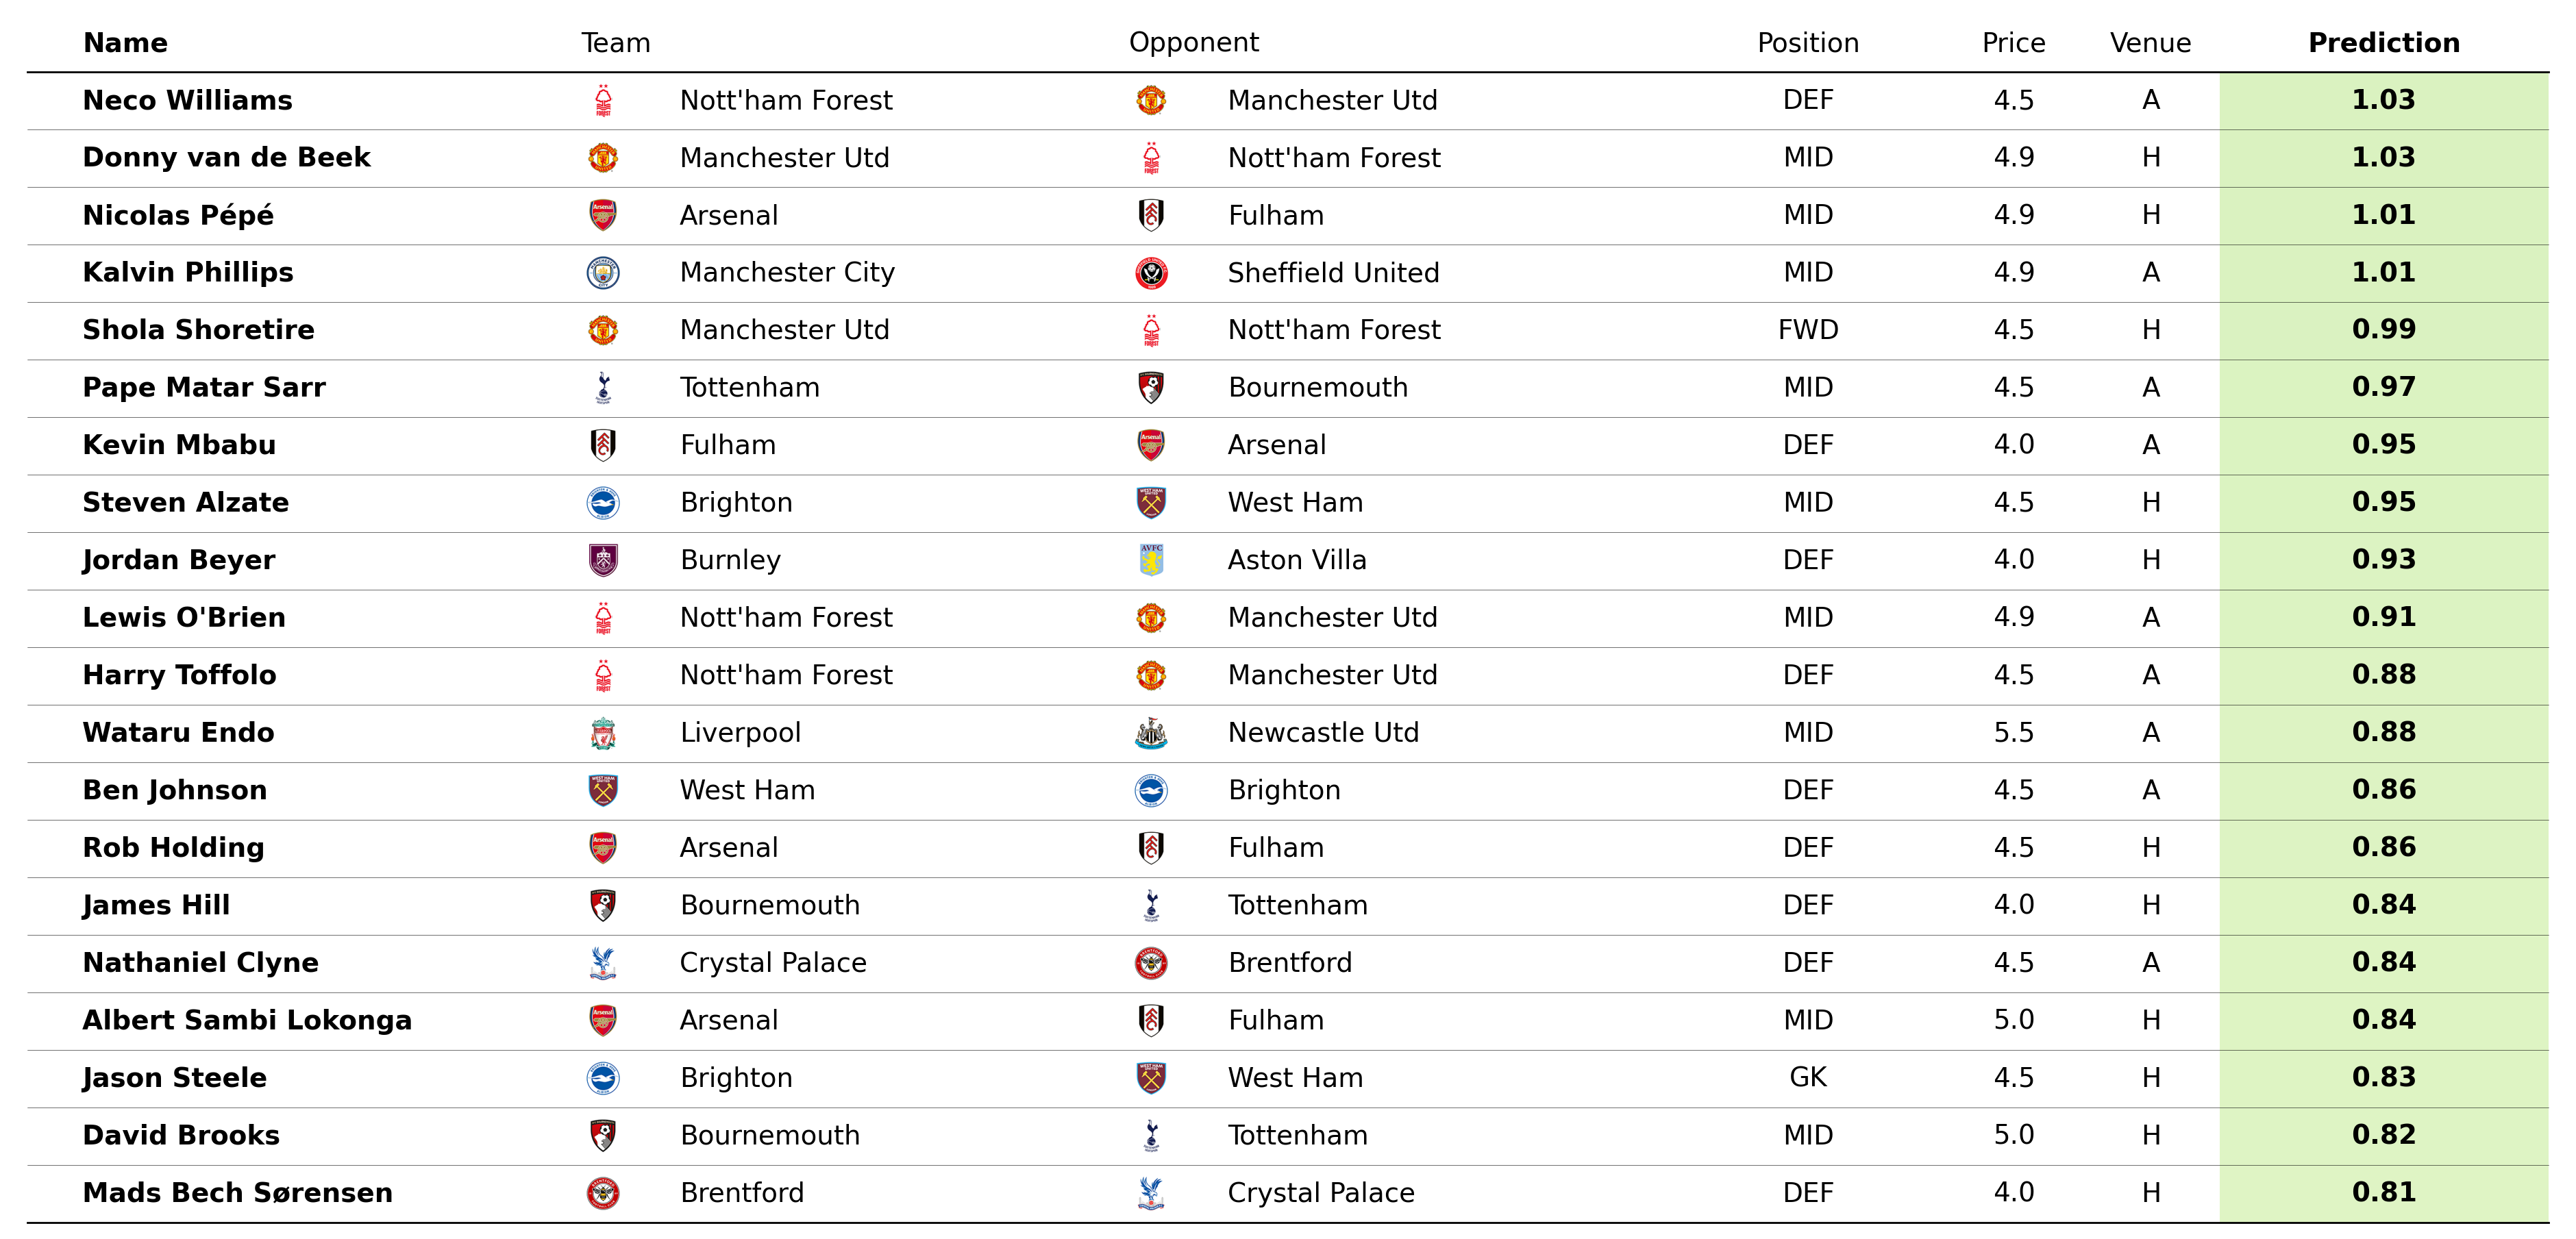 Name Team Opponent Position Price Venue Prediction
Neco Williams Nott'ham Forest Manchester Utd DEF 4.5 A 1.03
Donny van de Beek Manchester Utd Nott'ham Forest MID 4.9 H 1.03
Nicolas Pépé Arsenal Fulham MID 4.9 H 1.01
Kalvin Phillips Manchester City Sheffield United MID 4.9 A 1.01
Shola Shoretire Manchester Utd Nott'ham Forest FWD 4.5 H 0.99
Pape Matar Sarr Tottenham Bournemouth MID 4.5 A 0.97
Kevin Mbabu Fulham Arsenal DEF 4.0 A 0.95
Steven Alzate Brighton West Ham MID 4.5 H 0.95
Jordan Beyer Burnley Aston Villa DEF 4.0 H 0.93
Lewis O'Brien Nott'ham Forest Manchester Utd MID 4.9 A 0.91
Harry Toffolo Nott'ham Forest Manchester Utd DEF 4.5 A 0.88
Wataru Endo Liverpool Newcastle Utd MID 5.5 A 0.88
Ben Johnson West Ham Brighton DEF 4.5 A 0.86
Rob Holding Arsenal Fulham DEF 4.5 H 0.86
James Hill Bournemouth Tottenham DEF 4.0 H 0.84
Nathaniel Clyne Crystal Palace Brentford DEF 4.5 A 0.84
Albert Sambi Lokonga Arsenal Fulham MID 5.0 H 0.84
Jason Steele Brighton West Ham GK 4.5 H 0.83
David Brooks Bournemouth Tottenham MID 5.0 H 0.82
Mads Bech Sørensen Brentford Crystal Palace DEF 4.0 H 0.81